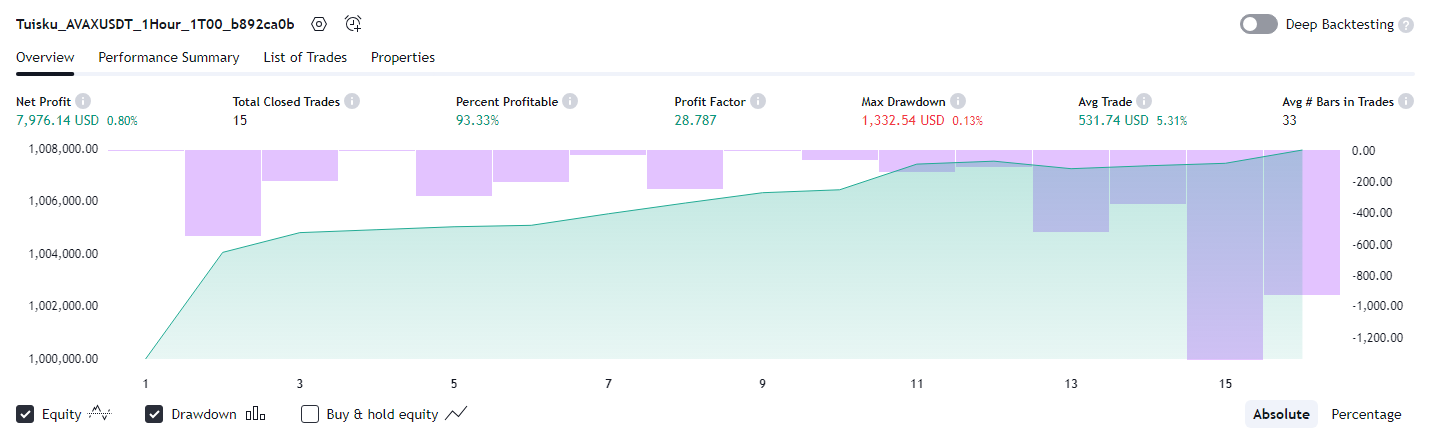 Tuisku_AVAXUSDT_1Hour_1T00_b892ca0b Deep Backtesting ?
Overview Performance Summary List of Trades Properties
Net Profit Total Closed Trades Percent Profitable Profit Factor Max Drawdown Avg Trade Avg # Bars in Trades
7,976.14 USD 0.80% 15 93.33% 28.787 1,332.54 USD 0.13% 531.74 USD 5.31% 33
1,008,000.00 0.00
1,006,000.00 -200.00
1,004,000.00 -400.00
1,002,000.00 -600.00
1,000,000.00 -800.00
-1,000.00
-1,200.00
1 3 5 7 9 11 13 15
Equity Drawdown Buy & hold equity Absolute Percentage